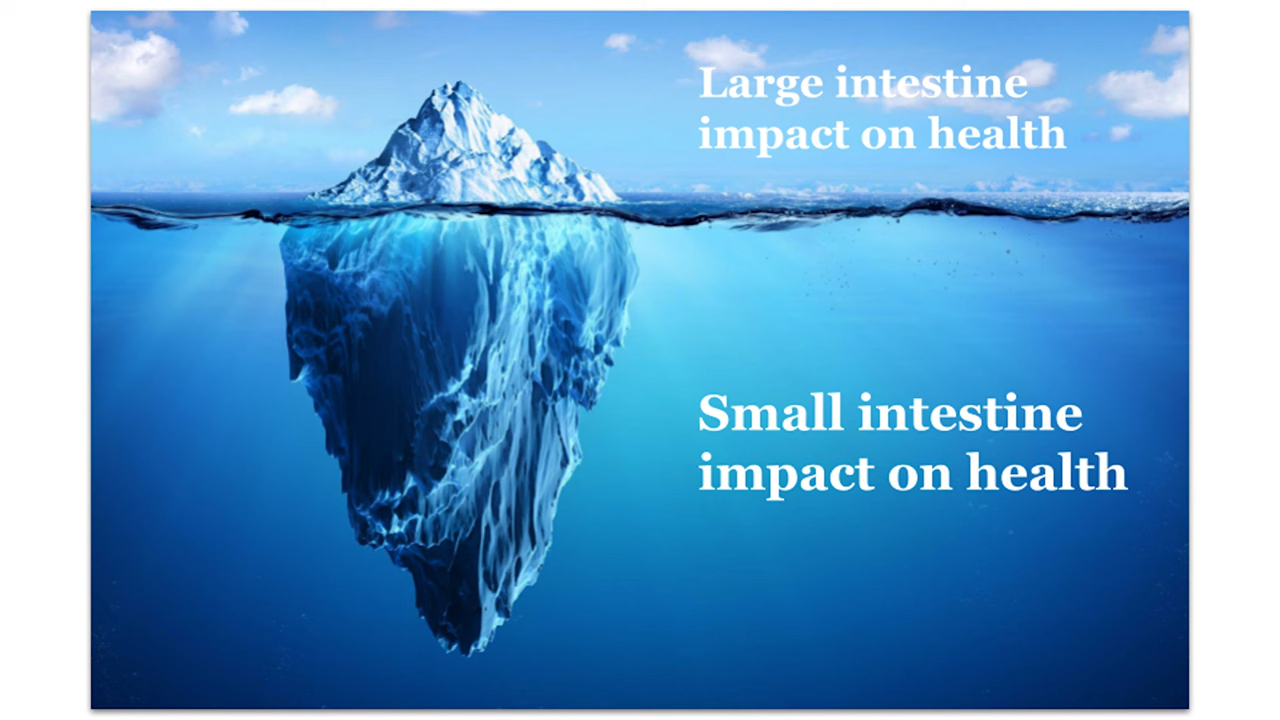 Large intestine
impact on health
Small intestine
impact on health